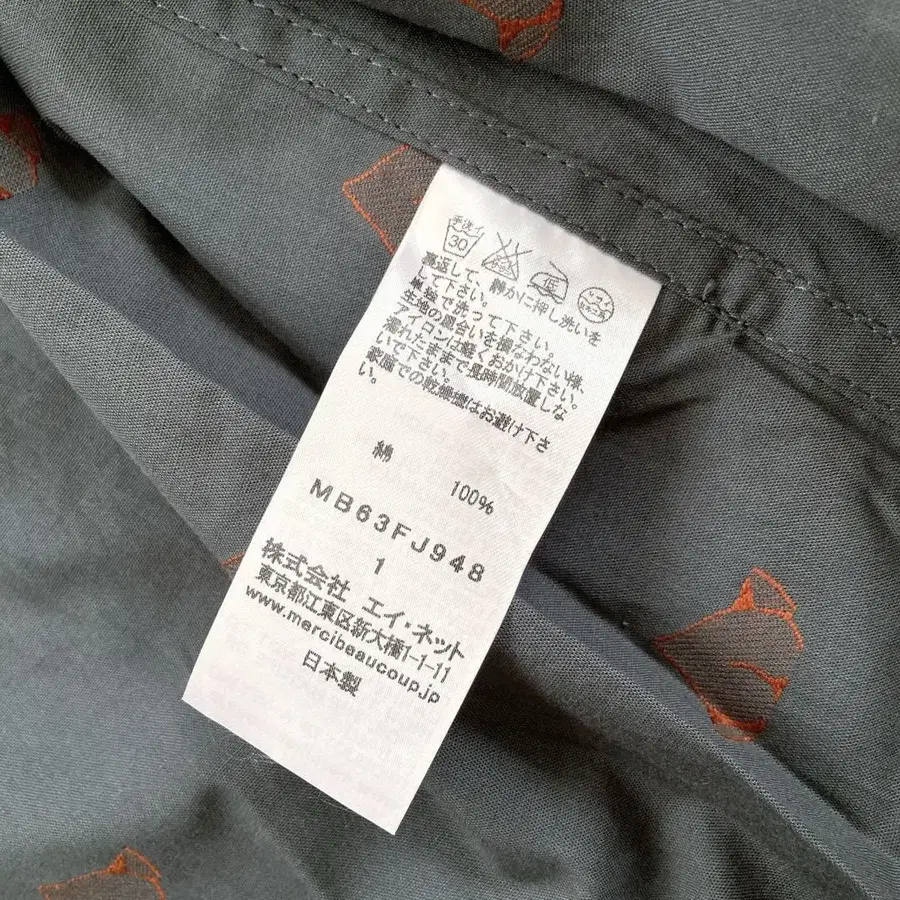 手洗イ
30
裏返して、静かに押し洗いを
して下さい。
単独で洗って下さい。
生地の風合いを損なわない様、
アイロンは軽くおかけ下さい。
濡れたままで長時間放置しな
いで下さい。
家庭での乾燥機はお避け下さ
い。
綿
100%
MB63FJ948
1
株式会社 エイ・ネット
東京都江東区新大橋1-1-11
www.mercibeaucoup.jp
日本製